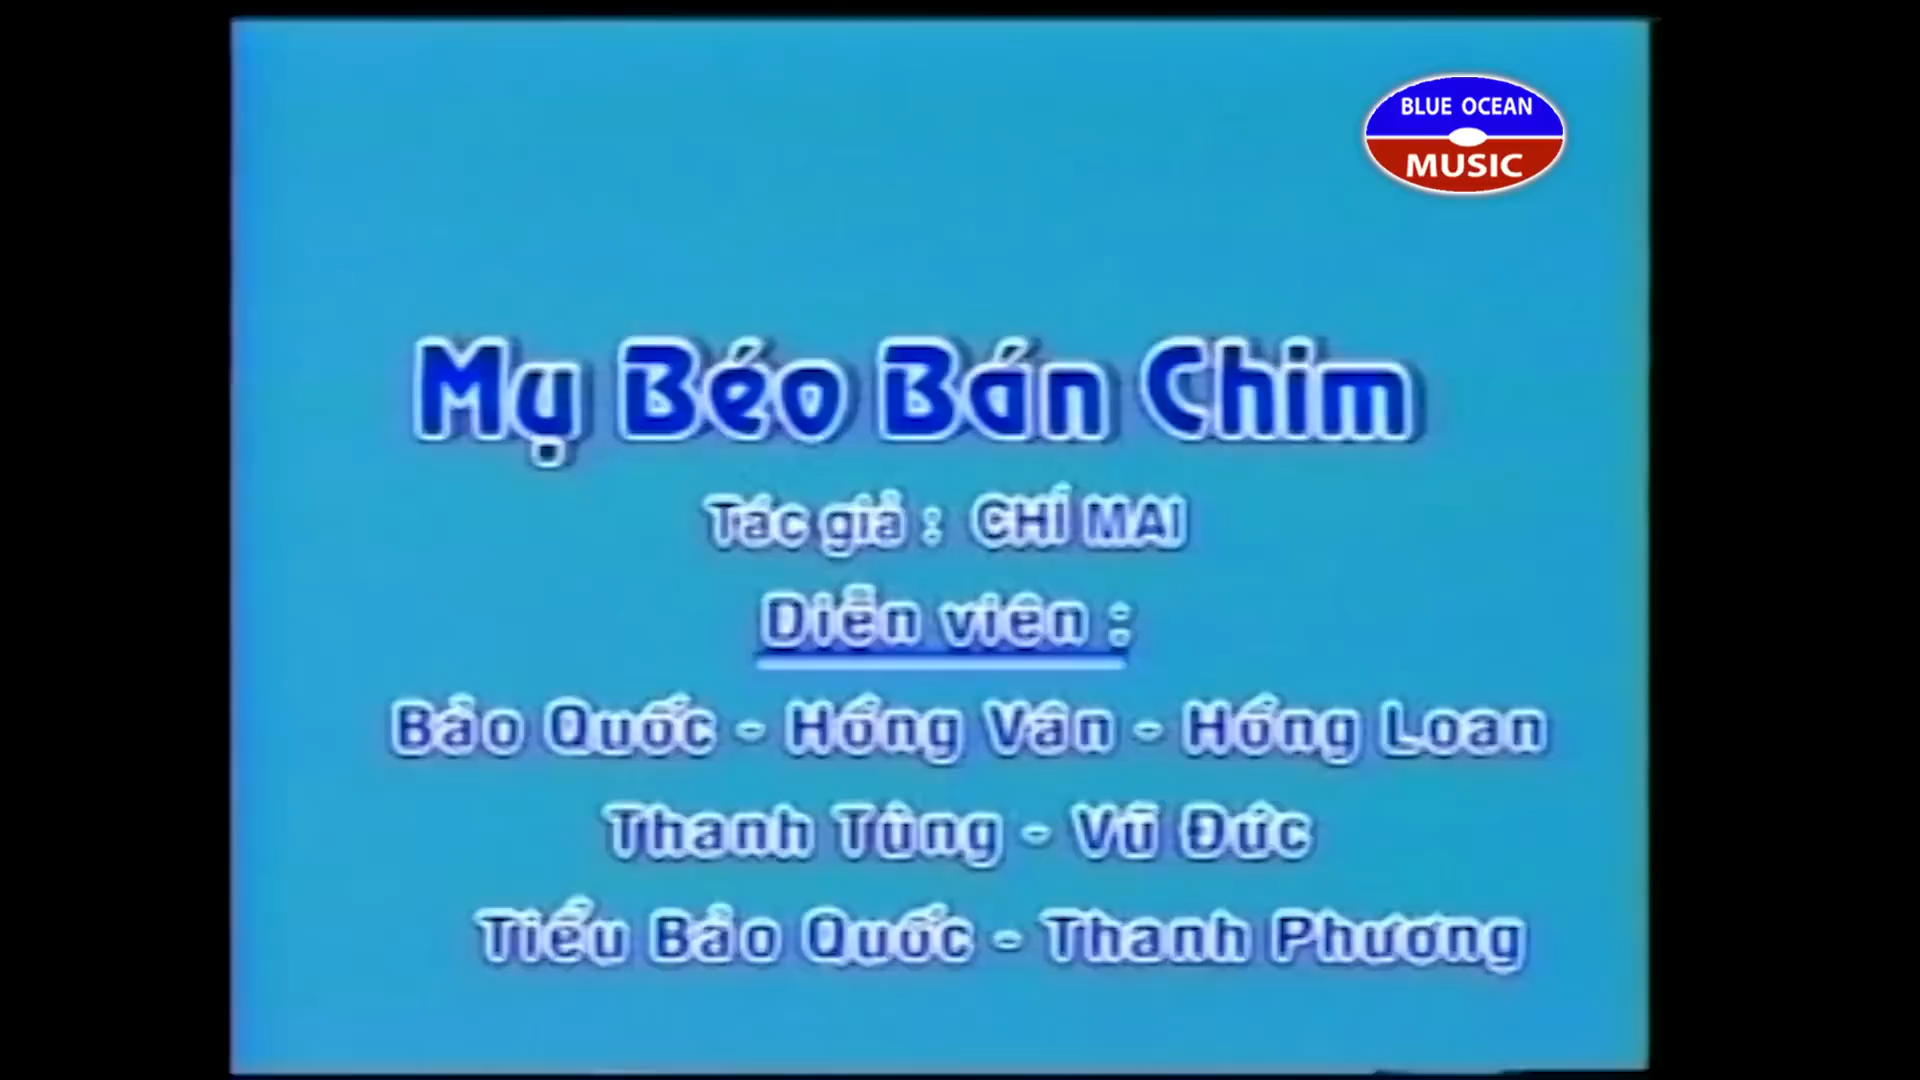 BLUE OCEAN
MUSIC
Mụ Béo Bán Chim
Tác giả : CHÍ MAI
Diễn viên :
Bảo Quốc - Hồng Vân - Hồng Loan
Thanh Tùng - Vũ Đức
Tiểu Bảo Quốc - Thanh Phương